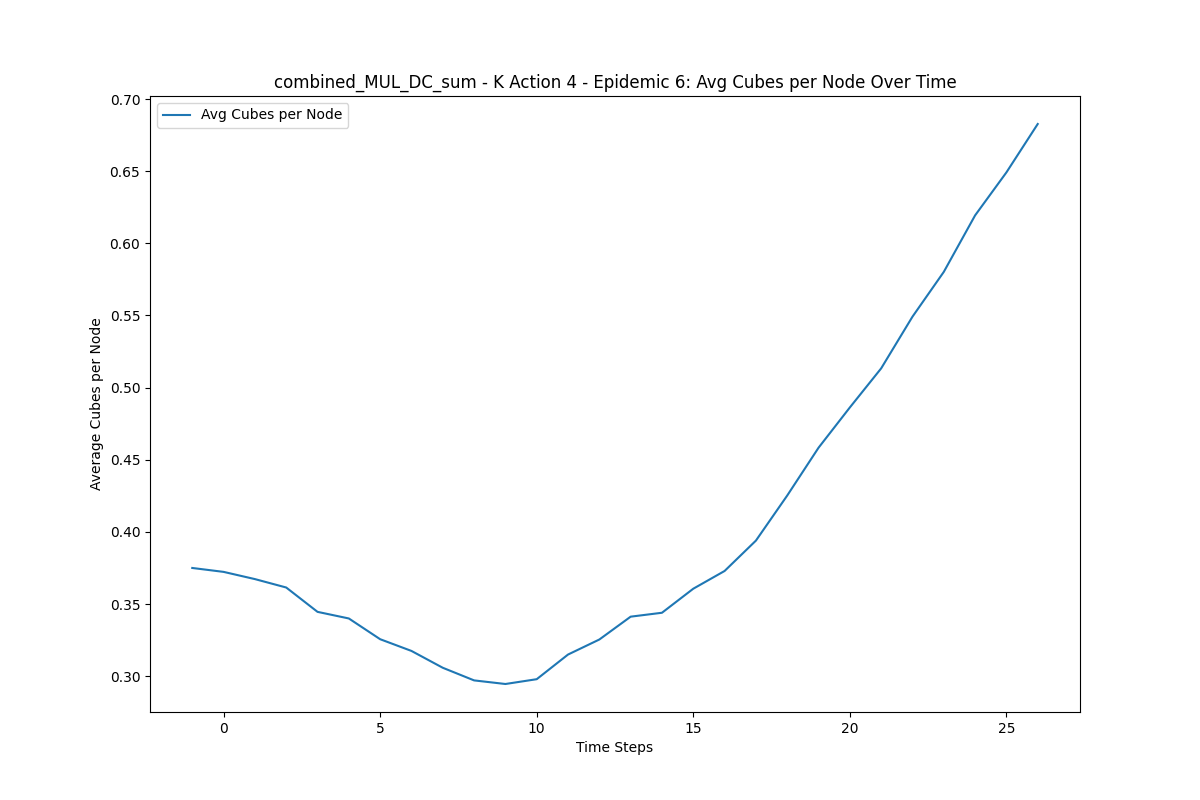 combined_MUL_DC_sum - K Action 4 - Epidemic 6: Avg Cubes per Node Over Time
Avg Cubes per Node
Average Cubes per Node
0.70
0.65
0.60
0.55
0.50
0.45
0.40
0.35
0.30
0 5 10 15 20 25
Time Steps